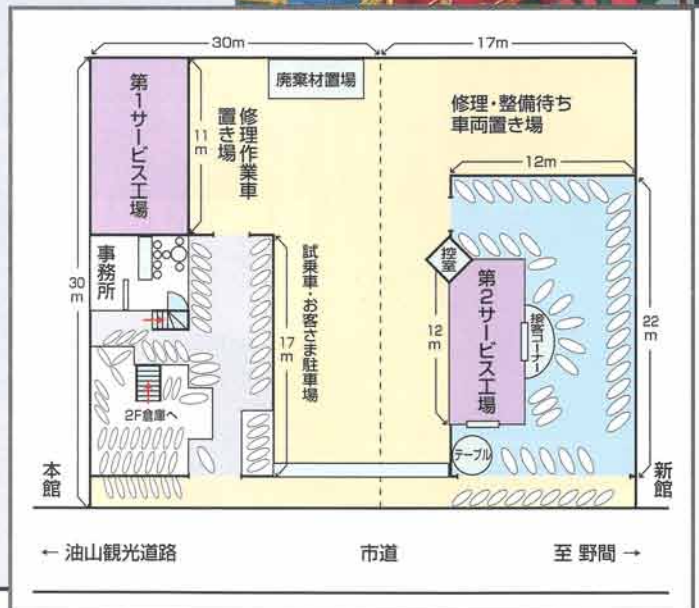 30m
17m
第1サービス工場
11m
修理作業車
置き場
廃棄材置場
修理・整備待ち
車両置き場
12m
事務所
30m
控室
第2サービス工場
接客コーナー
試乗車・お客さま駐車場
17m
12m
22m
2F倉庫へ
テーブル
本館
新館
← 油山観光道路
市道
至 野間 →